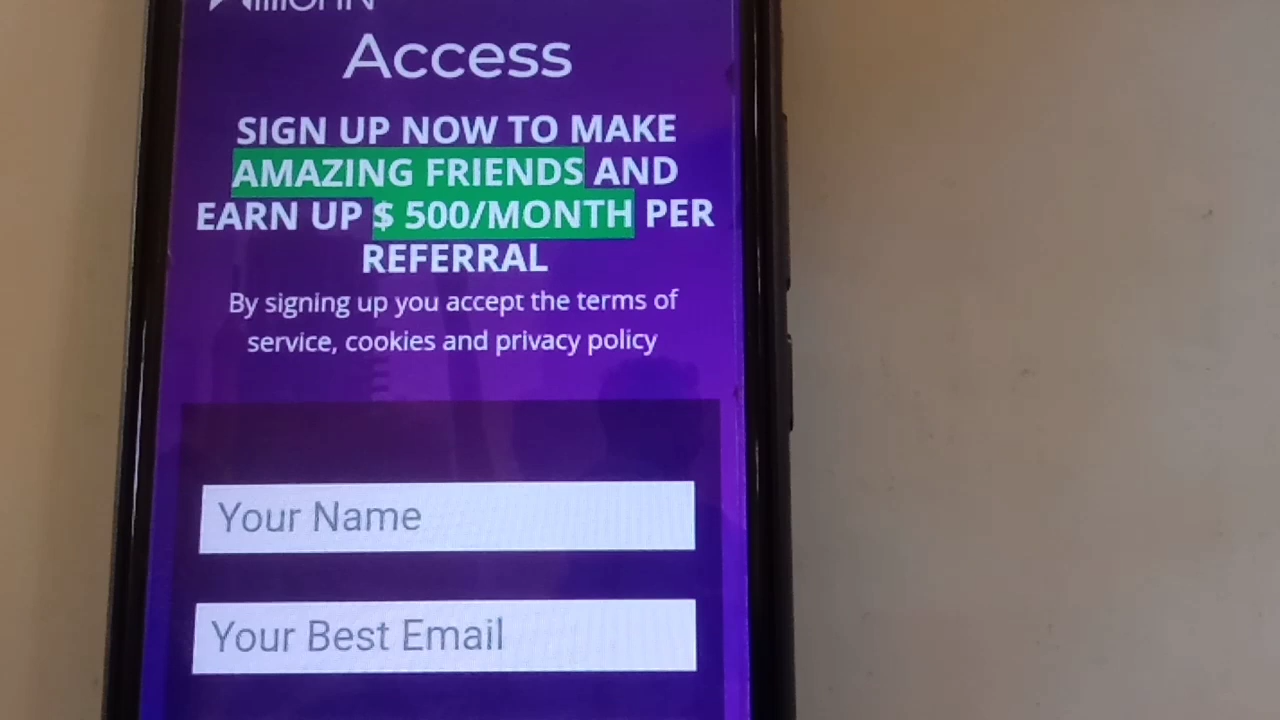 Access
SIGN UP NOW TO MAKE
AMAZING FRIENDS AND
EARN UP $ 500/MONTH PER
REFERRAL
By signing up you accept the terms of
service, cookies and privacy policy
Your Name
Your Best Email